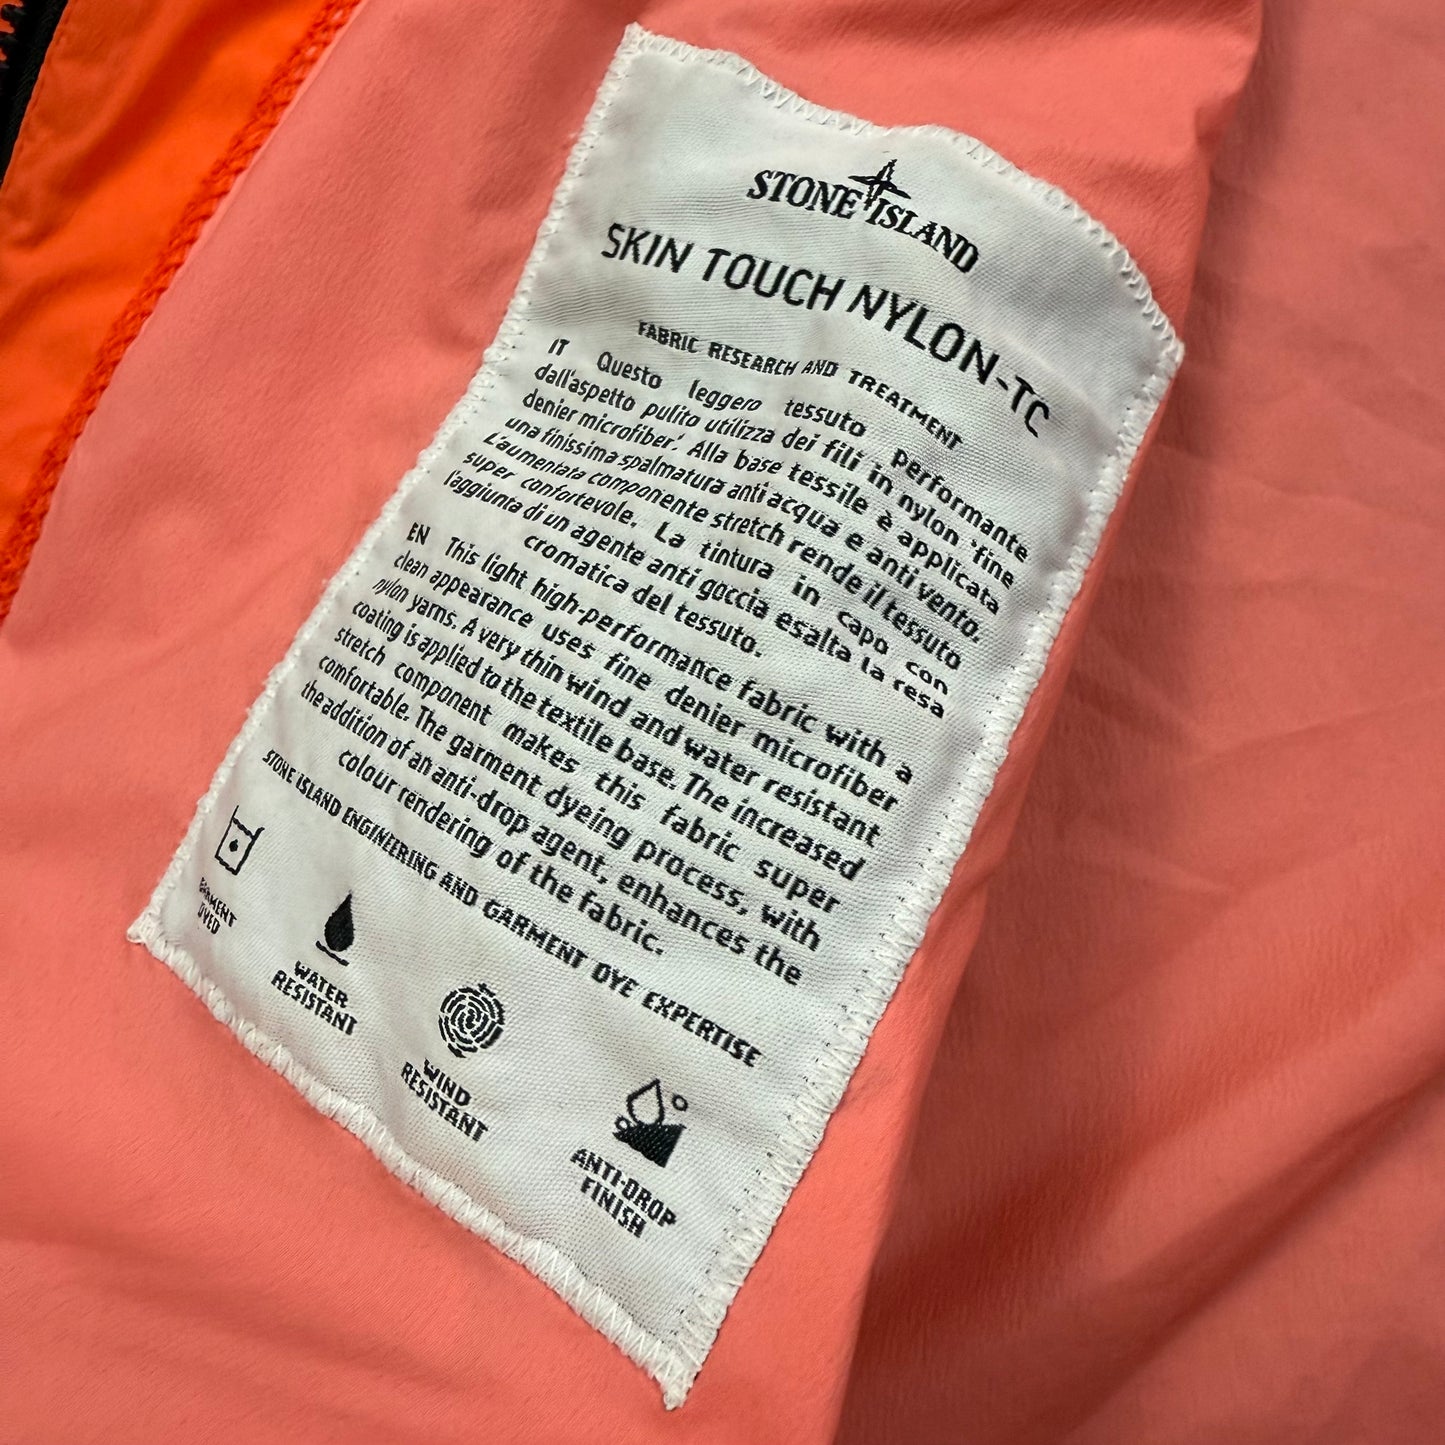 STONE ISLAND
SKIN TOUCH NYLON-TC
FABRIC RESEARCH AND TREATMENT
IT Questo leggero tessuto performante
dall'aspetto pulito utilizza dei fili in nylon 'fine
denier microfiber'. Alla base tessile è applicata
una finissima spalmatura anti acqua e anti vento.
L'aumentata componente stretch rende il tessuto
super confortevole. La tintura in capo con
l'aggiunta di un agente anti goccia esalta la resa
cromatica del tessuto.
EN This light high-performance fabric with a
clean appearance uses fine denier microfiber
nylon yarns. A very thin wind and water resistant
coating is applied to the textile base. The increased
stretch component makes this fabric super
comfortable. The garment dyeing process, with
the addition of an anti-drop agent, enhances the
colour rendering of the fabric.
STONE ISLAND ENGINEERING AND GARMENT DYE EXPERTISE
GARMENT
DYED
WATER
RESISTANT
WIND
RESISTANT
ANTI-DROP
FINISH